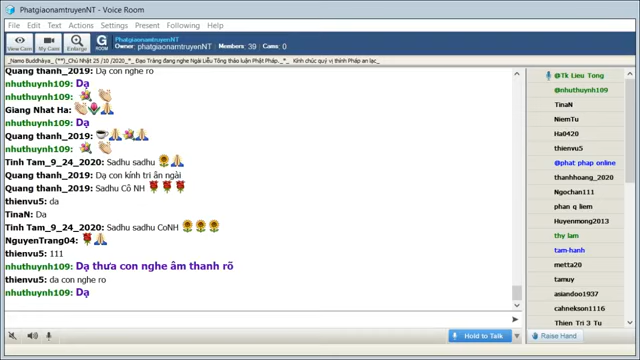 PhatgiaonamtruyenNT - Voice Room
File Edit Text Actions Settings Present Following Help
View Cam
My Cam
Enlarge
G
ROOM
PhatgiaonamtruyenNT
Owner: phatgiaonamtruyenNT Members: 39 Cams: 0
_Namo Buddhàya_ (**)_Chủ Nhật 25 /10 /2020_*_ Đạo Tràng đang nghe Ngài Liễu Tông thảo luận Phật Pháp._*_ Kính chúc quý vị thịnh Pháp an lạc_
Quang thanh_2019: Dạ con nghe ro
nhuthuynh109: Dạ
nhuthuynh109:
Giang Nhat Ha:
nhuthuynh109: Dạ
Quang thanh_2019:
nhuthuynh109:
Tinh Tam_9_24_2020: Sadhu sadhu
Quang thanh_2019: Dạ con kính tri ân ngài
Quang thanh_2019: Sadhu Cô NH
thienvu5: da
TinaN: Da
Tinh Tam_9_24_2020: Sadhu sadhu CoNH
NguyenTrang04:
thienvu5: 111
nhuthuynh109: Dạ thưa con nghe âm thanh rõ
thienvu5: da con nghe ro
nhuthuynh109: Dạ
@Tk Lieu Tong
@nhuthuynh109
TinaN
NiemTu
Ha0420
thienvu5
@phat phap online
thanhhoang_2020
Ngochan111
phan q liem
Huyenmong2013
thy lam
tam-hanh
metta20
tamuy
asiandoo1937
cahnekson1116
Thien Tri 3 Tu
Hold to Talk
Raise Hand